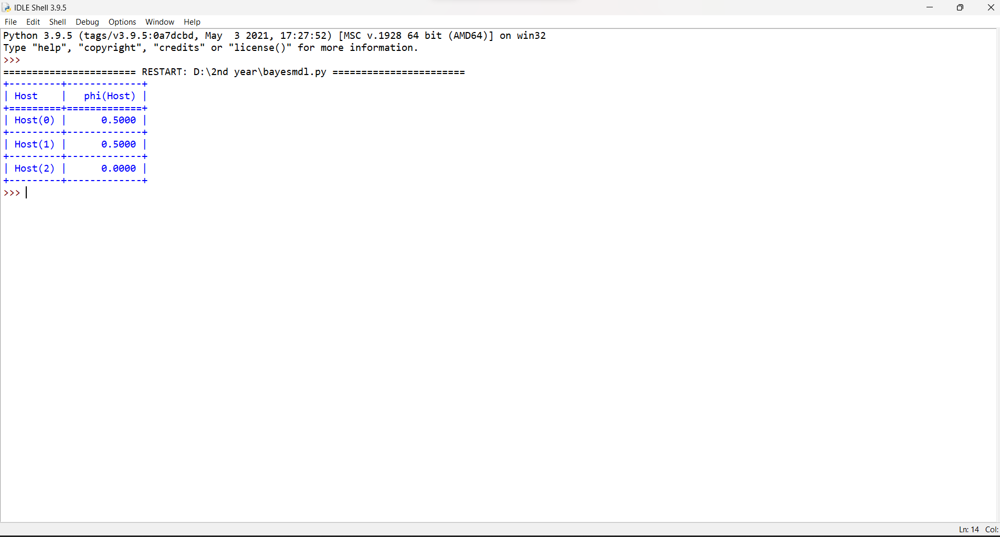 IDLE Shell 3.9.5
File Edit Shell Debug Options Window Help
Python 3.9.5 (tags/v3.9.5:0a7dcbd, May  3 2021, 17:27:52) [MSC v.1928 64 bit (AMD64)] on win32
Type "help", "copyright", "credits" or "license()" for more information.
>>>
======================= RESTART: D:\2nd year\bayesmdl.py =======================
+---------+-------------+
| Host    |   phi(Host) |
+=========+=============+
| Host(0) |      0.5000 |
+---------+-------------+
| Host(1) |      0.5000 |
+---------+-------------+
| Host(2) |      0.0000 |
+---------+-------------+
>>>
Ln: 14 Col: